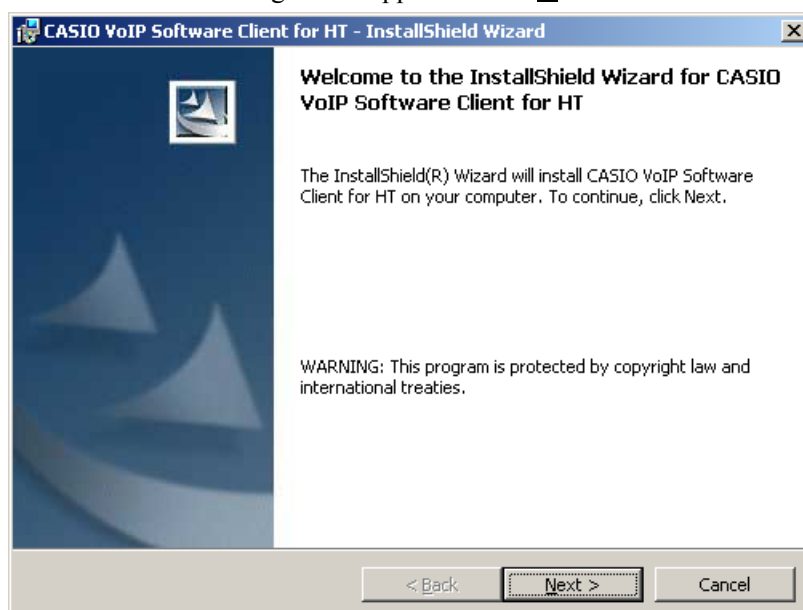 CASIO VoIP Software Client for HT - InstallShield Wizard
Welcome to the InstallShield Wizard for CASIO
VoIP Software Client for HT
The InstallShield(R) Wizard will install CASIO VoIP Software
Client for HT on your computer. To continue, click Next.
WARNING: This program is protected by copyright law and
international treaties.
< Back Next > Cancel